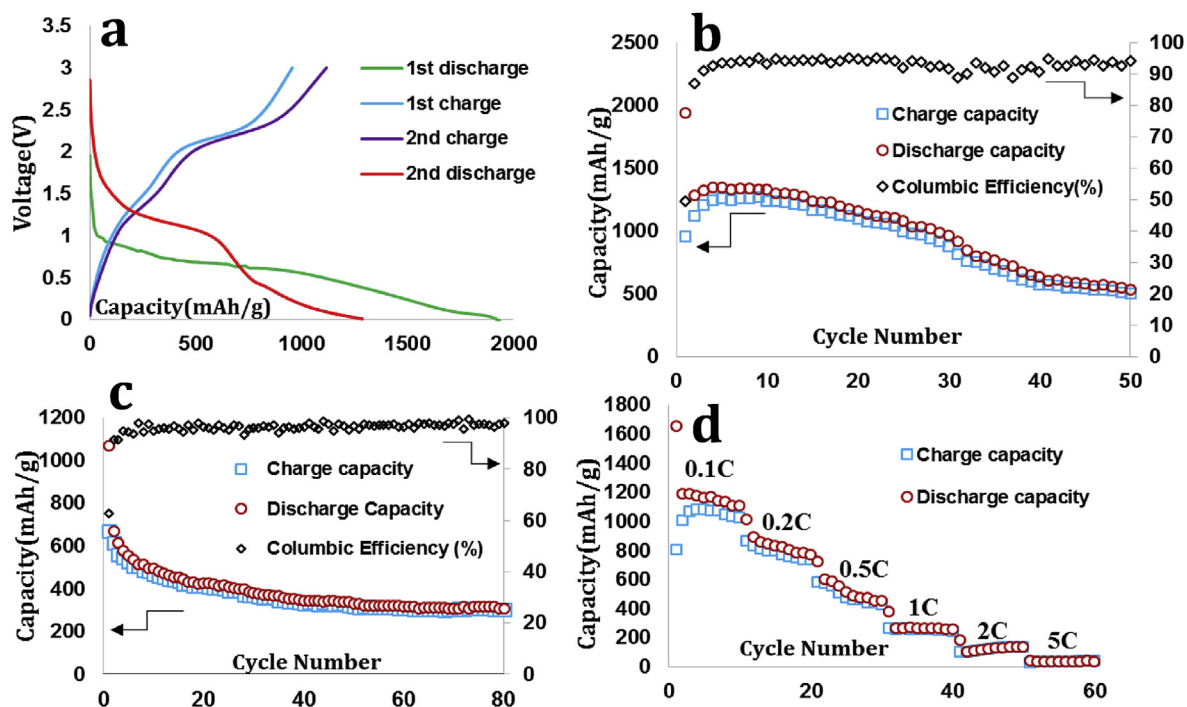 a
3.5
3
2.5
2
1.5
1
0.5
0
Voltage(V)
1st discharge
1st charge
2nd charge
2nd discharge
Capacity(mAh/g)
0 500 1000 1500 2000
b
2500
2000
1500
1000
500
0
Capacity(mAh/g)
100
90
80
70
60
50
40
30
20
10
0
Charge capacity
Discharge capacity
Columbic Efficiency(%)
Cycle Number
0 10 20 30 40 50
c
1200
1000
800
600
400
200
0
Capacity(mAh/g)
100
80
60
40
20
0
Charge capacity
Discharge Capacity
Columbic Efficiency (%)
Cycle Number
0 20 40 60 80
d
1800
1600
1400
1200
1000
800
600
400
200
0
Capacity(mAh/g)
Charge capacity
Discharge capacity
0.1C
0.2C
0.5C
1C
2C
5C
Cycle Number
0 20 40 60